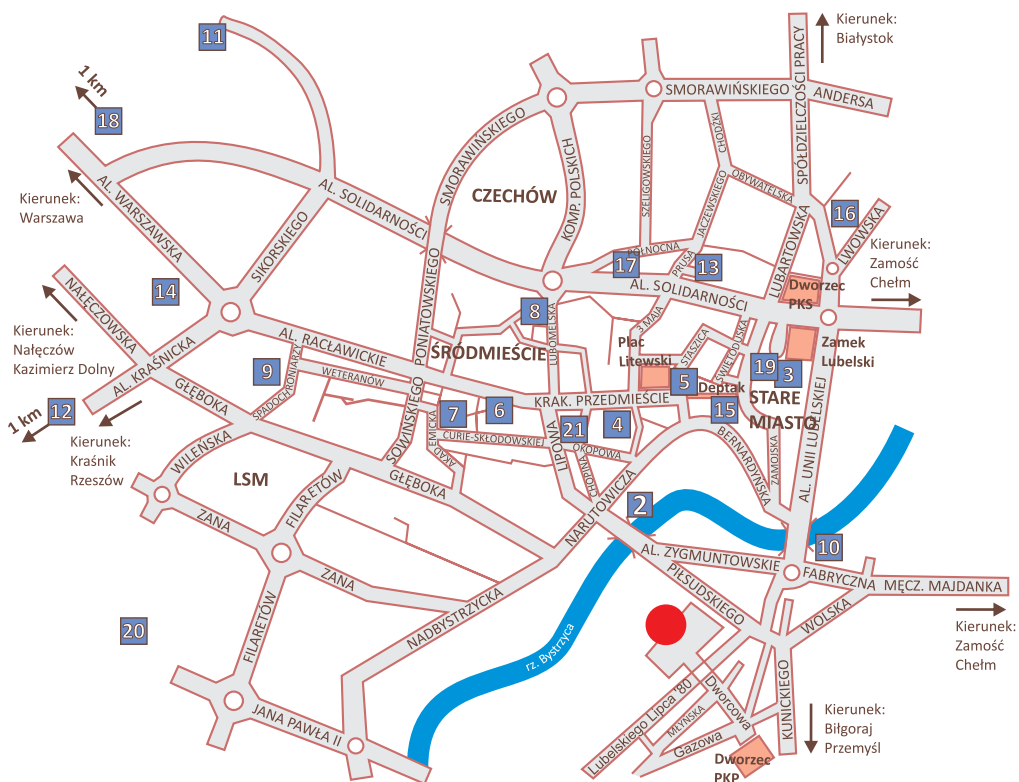 11
Kierunek:
Białystok
1 km
18
SMORAWIŃSKIEGO
ANDERSA
SPÓŁDZIELCZOŚCI PRACY
CHODŹKI
SMORAWIŃSKIEGO
KOMP. POLSKICH
SZELIGOWSKIEGO
JACZEWSKIEGO
OBYWATELSKA
AL. WARSZAWSKA
Kierunek:
Warszawa
AL. SOLIDARNOŚCI
CZECHÓW
16
LWOWSKA
LUBARTOWSKA
SIKORSKIEGO
PÓŁNOCNA
17
PRUSA
13
Kierunek:
Zamość
Chełm
NAŁĘCZOWSKA
14
AL. SOLIDARNOŚCI
Dworzec
PKS
Kierunek:
Nałęczów
Kazimierz Dolny
AL. RACŁAWICKIE
PONIATOWSKIEGO
8
LUBOMELSKA
3 MAJA
ŚRÓDMIEŚCIE
Plac
Litewski
STASZICA
ŚWIĘTODUSKA
Zamek
Lubelski
AL. KRAŚNICKA
9
WETERANÓW
SPADOCHRONIARZY
5
Deptak
19
3
STARE
MIASTO
GŁĘBOKA
KRAK. PRZEDMIEŚCIE
15
1 km
12
7
6
21
4
Kierunek:
Kraśnik
Rzeszów
SOWIŃSKIEGO
AKAD
EMICKA
CURIE-SKŁODOWSKIEJ
LIPOWA
OKOPOWA
CHOPINA
BERNARDYŃSKA
ZAMOJSKA
AL. UNII LUBELSKIEJ
WILEŃSKA
LSM
FILARETÓW
GŁĘBOKA
NARUTOWICZA
2
ZANA
10
AL. ZYGMUNTOWSKIE
FABRYCZNA
MĘCZ. MAJDANKA
ZANA
PIŁSUDSKIEGO
WOLSKA
20
FILARETÓW
NADBYSTRZYCKA
rz. Bystrzyca
Kierunek:
Zamość
Chełm
JANA PAWŁA II
Lubelskiego Lipca '80
MŁYŃSKA
Gazowa
Dworcowa
KUNICKIEGO
Kierunek:
Biłgoraj
Przemyśl
Dworzec
PKP